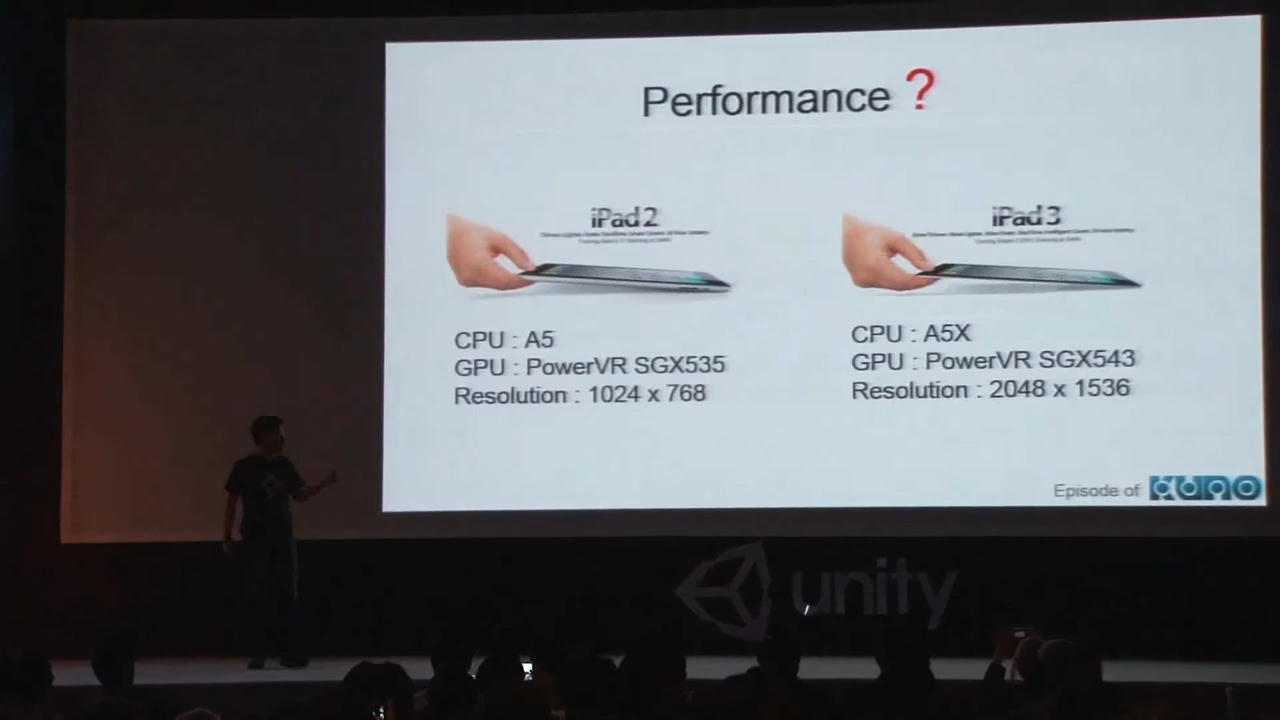 Performance ?
iPad 2
iPad 3
CPU : A5
GPU : PowerVR SGX535
Resolution : 1024 x 768
CPU : A5X
GPU : PowerVR SGX543
Resolution : 2048 x 1536
Episode of
unity